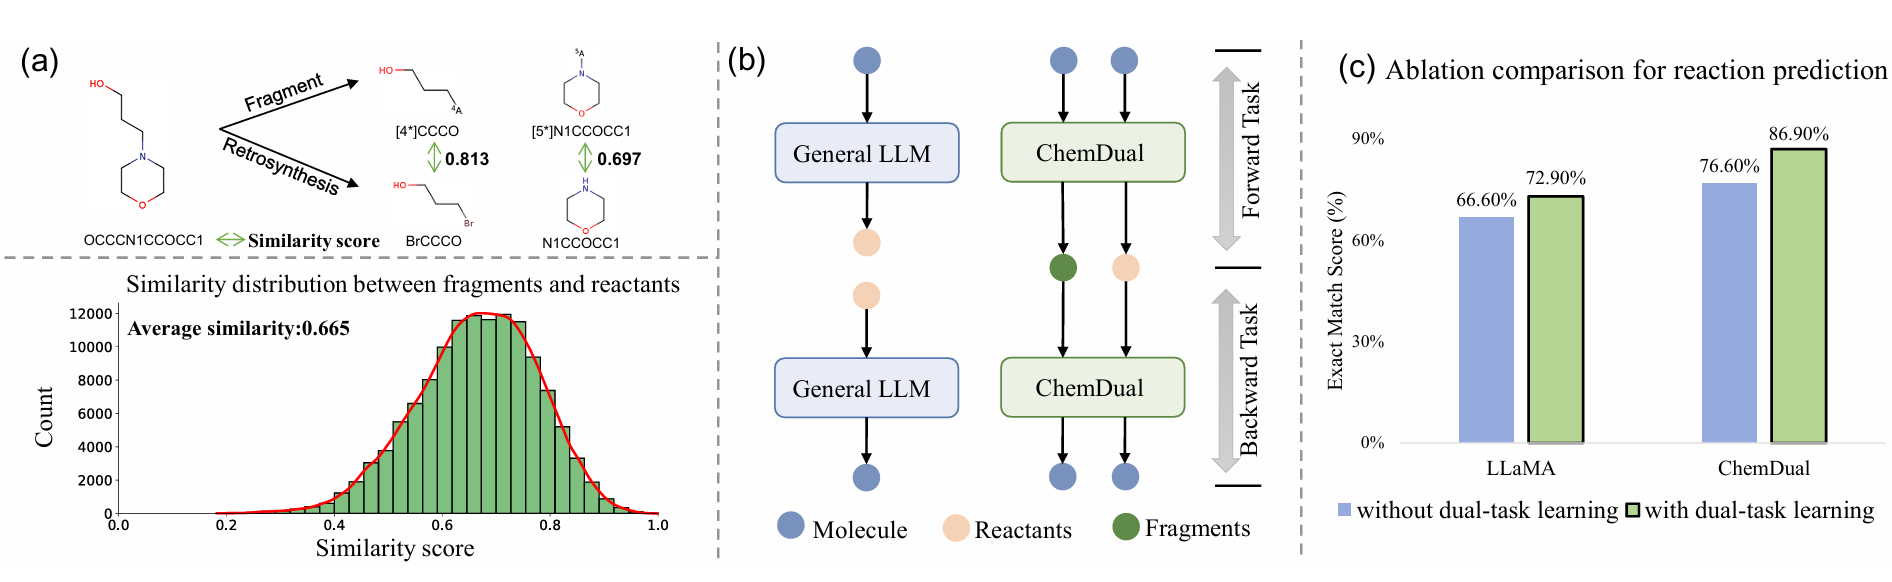 (a)
HO
N
O
OCCCN1CCOCC1
Fragment
Retrosynthesis
Similarity score
HO
4A
[4*]CCCO
0.813
HO
Br
BrCCCO
5A
N
O
[5*]N1CCOCC1
0.697
H
N
O
N1CCOCC1
Similarity distribution between fragments and reactants
Average similarity:0.665
Count
12000
10000
8000
6000
4000
2000
0
0.0 0.2 0.4 0.6 0.8 1.0
Similarity score
(b)
General LLM
ChemDual
Forward Task
General LLM
ChemDual
Backward Task
Molecule Reactants Fragments
(c) Ablation comparison for reaction prediction
Exact Match Score (%)
90%
60%
30%
0%
66.60%
72.90%
76.60%
86.90%
LLaMA ChemDual
without dual-task learning with dual-task learning